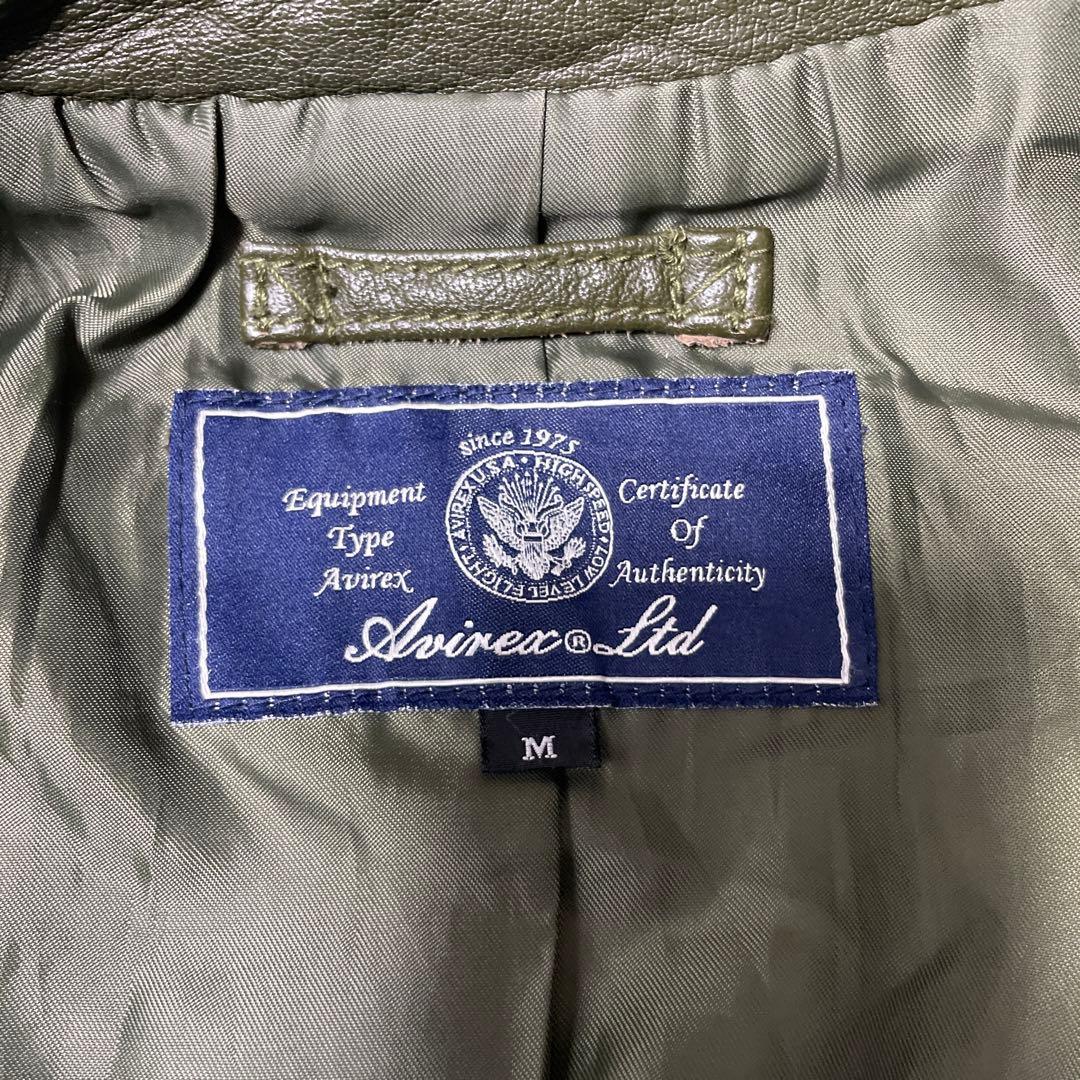 since 1975
AVIREX U.S.A. • HIGH SPEED • LOW LEVEL FLIGHT
Equipment
Type
Avirex
Certificate
Of
Authenticity
Avirex® Ltd
M